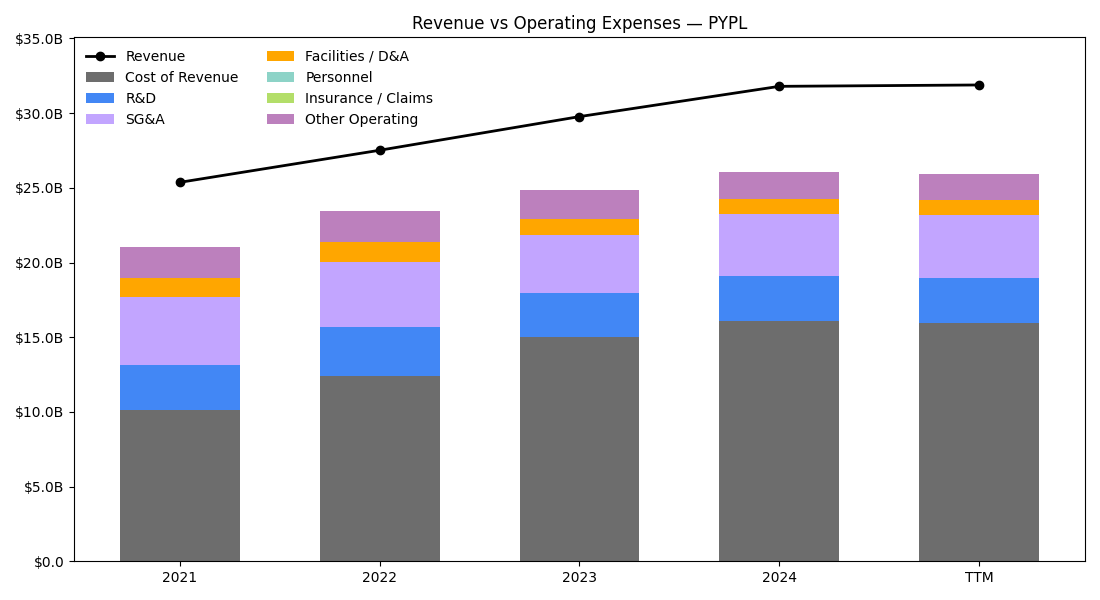 Revenue vs Operating Expenses — PYPL
$35.0B
$30.0B
$25.0B
$20.0B
$15.0B
$10.0B
$5.0B
$0.0
Revenue
Cost of Revenue
R&D
SG&A
Facilities / D&A
Personnel
Insurance / Claims
Other Operating
2021
2022
2023
2024
TTM